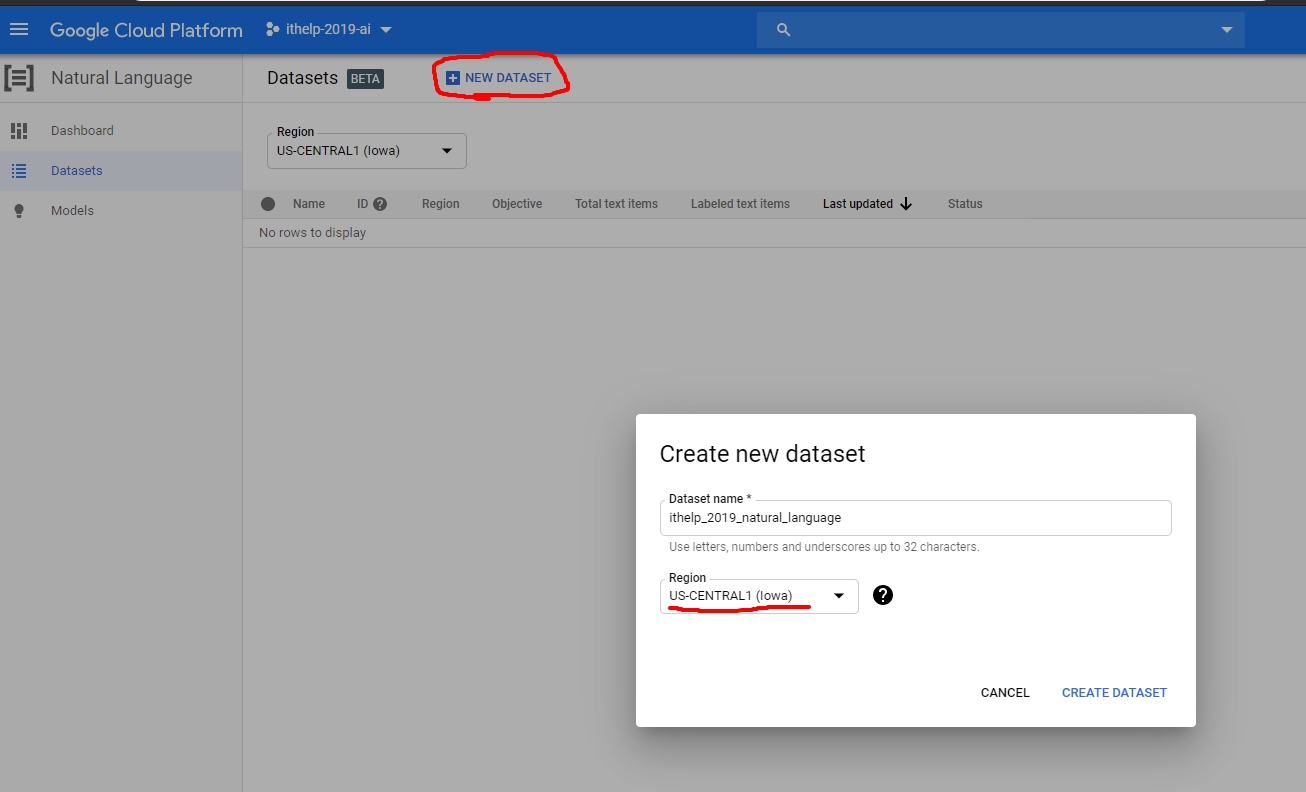 Google Cloud Platform ithelp-2019-ai
Natural Language
Datasets BETA NEW DATASET
Dashboard
Datasets
Models
Region
US-CENTRAL1 (Iowa)
Name ID ? Region Objective Total text items Labeled text items Last updated Status
No rows to display
Create new dataset
Dataset name *
ithelp_2019_natural_language
Use letters, numbers and underscores up to 32 characters.
Region
US-CENTRAL1 (Iowa) ?
CANCEL CREATE DATASET